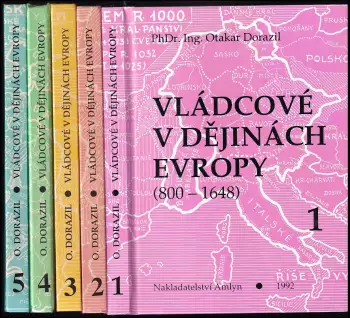 5 O. DORAZIL • VLÁDCOVÉ V DĚJINÁCH EVROPY
4 O. DORAZIL • VLÁDCOVÉ V DĚJINÁCH EVROPY
3 O. DORAZIL • VLÁDCOVÉ V DĚJINÁCH EVROPY
2 O. DORAZIL • VLÁDCOVÉ V DĚJINÁCH EVROPY
1 O. DORAZIL • VLÁDCOVÉ V DĚJINÁCH EVROPY
EM R 1000
POLSKO
PhDr. Ing. Otakar Dorazil
VLÁDCOVÉ
V DĚJINÁCH
EVROPY
(800 – 1648)
1
ITALSKÉ
ŘÍŠE
Nakladatelství Amlyn • 1992